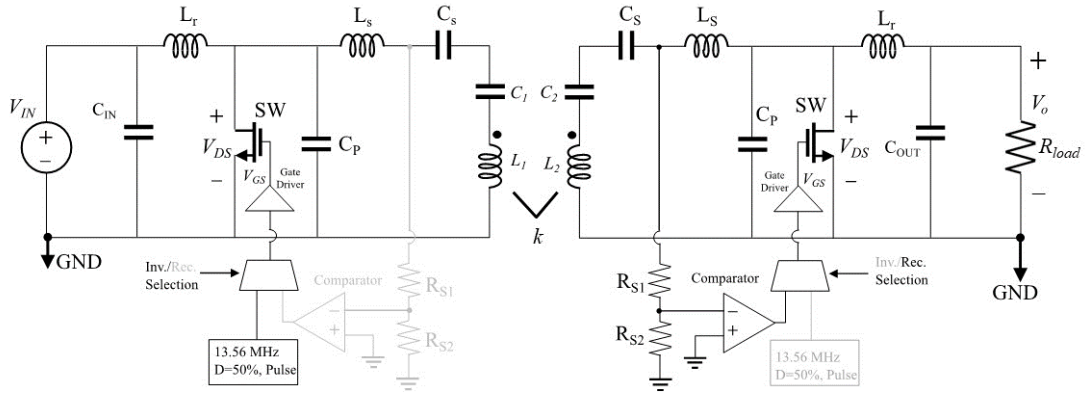 L_r
L_s
C_s
C_S
L_S
L_r
V_IN
+
−
C_IN
+
V_DS
−
SW
V_GS
Gate
Driver
C_P
C_1
L_1
k
C_2
L_2
C_P
SW
V_GS
Gate
Driver
+
V_DS
−
C_OUT
+
V_o
−
R_load
GND
Inv./Rec.
Selection
Comparator
−
+
R_S1
R_S2
13.56 MHz
D=50%, Pulse
R_S1
R_S2
Comparator
−
+
Inv./Rec.
Selection
13.56 MHz
D=50%, Pulse
GND